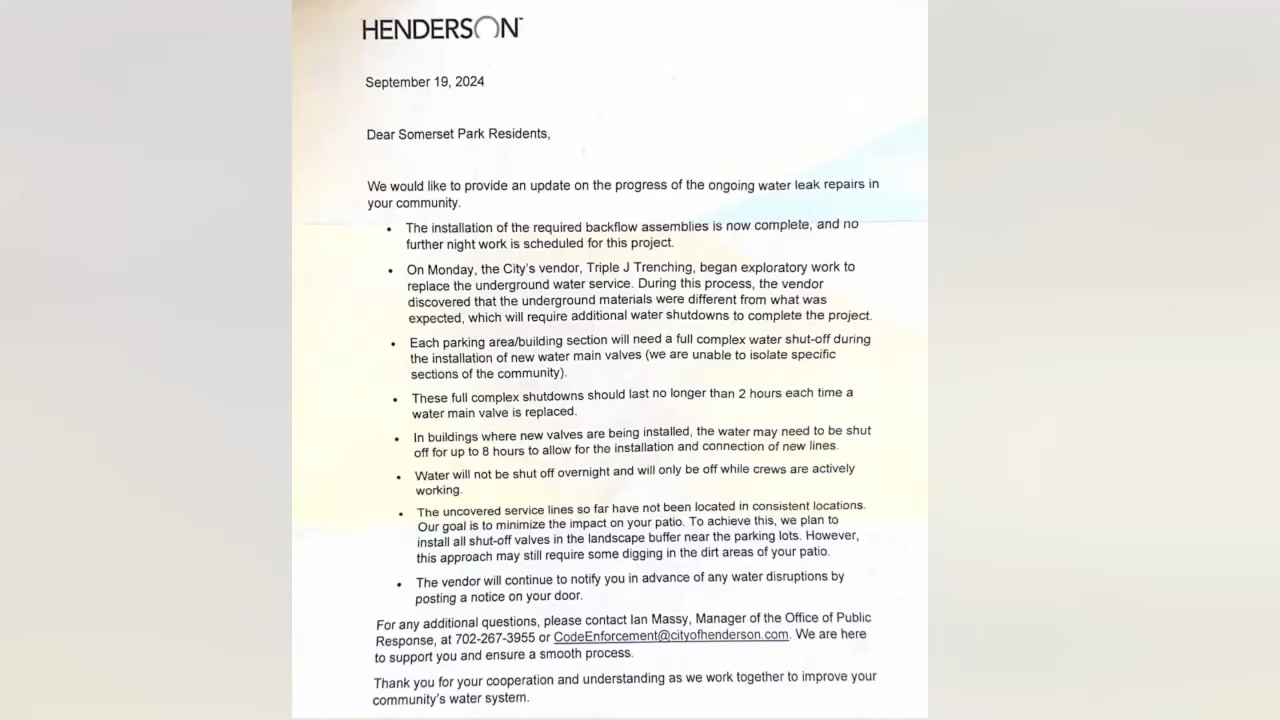 HENDERSON
September 19, 2024
Dear Somerset Park Residents,
We would like to provide an update on the progress of the ongoing water leak repairs in
your community.
• The installation of the required backflow assemblies is now complete, and no
further night work is scheduled for this project.
• On Monday, the City's vendor, Triple J Trenching, began exploratory work to
replace the underground water service. During this process, the vendor
discovered that the underground materials were different from what was
expected, which will require additional water shutdowns to complete the project.
• Each parking area/building section will need a full complex water shut-off during
the installation of new water main valves (we are unable to isolate specific
sections of the community).
• These full complex shutdowns should last no longer than 2 hours each time a
water main valve is replaced.
• In buildings where new valves are being installed, the water may need to be shut
off for up to 8 hours to allow for the installation and connection of new lines.
• Water will not be shut off overnight and will only be off while crews are actively
working.
• The uncovered service lines so far have not been located in consistent locations.
Our goal is to minimize the impact on your patio. To achieve this, we plan to
install all shut-off valves in the landscape buffer near the parking lots. However,
this approach may still require some digging in the dirt areas of your patio.
• The vendor will continue to notify you in advance of any water disruptions by
posting a notice on your door.
For any additional questions, please contact Ian Massy, Manager of the Office of Public
Response, at 702-267-3955 or CodeEnforcement@cityofhenderson.com. We are here
to support you and ensure a smooth process.
Thank you for your cooperation and understanding as we work together to improve your
community's water system.